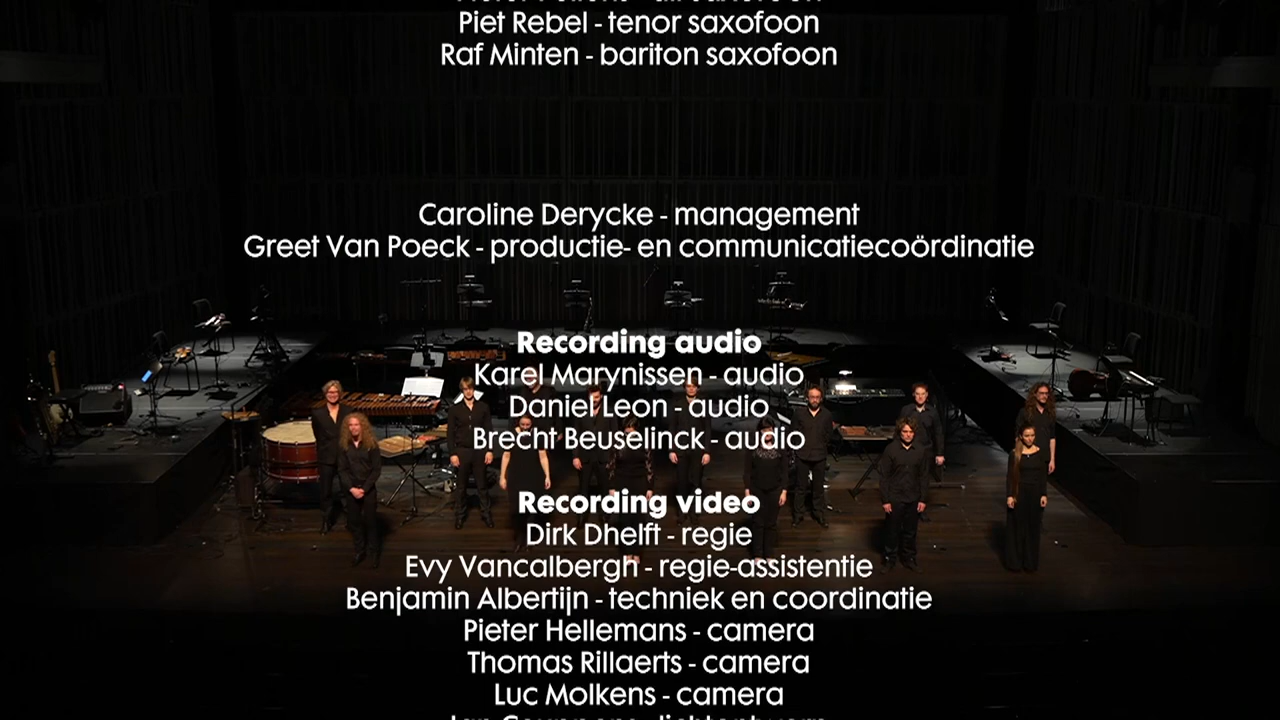 Piet Rebel - tenor saxofoon
Raf Minten - bariton saxofoon
Caroline Derycke - management
Greet Van Poeck - productie- en communicatiecoördinatie
Recording audio
Karel Marynissen - audio
Daniel Leon - audio
Brecht Beuselinck - audio
Recording video
Dirk Dhelft - regie
Evy Vancalbergh - regie-assistentie
Benjamin Albertijn - techniek en coordinatie
Pieter Hellemans - camera
Thomas Rillaerts - camera
Luc Molkens - camera